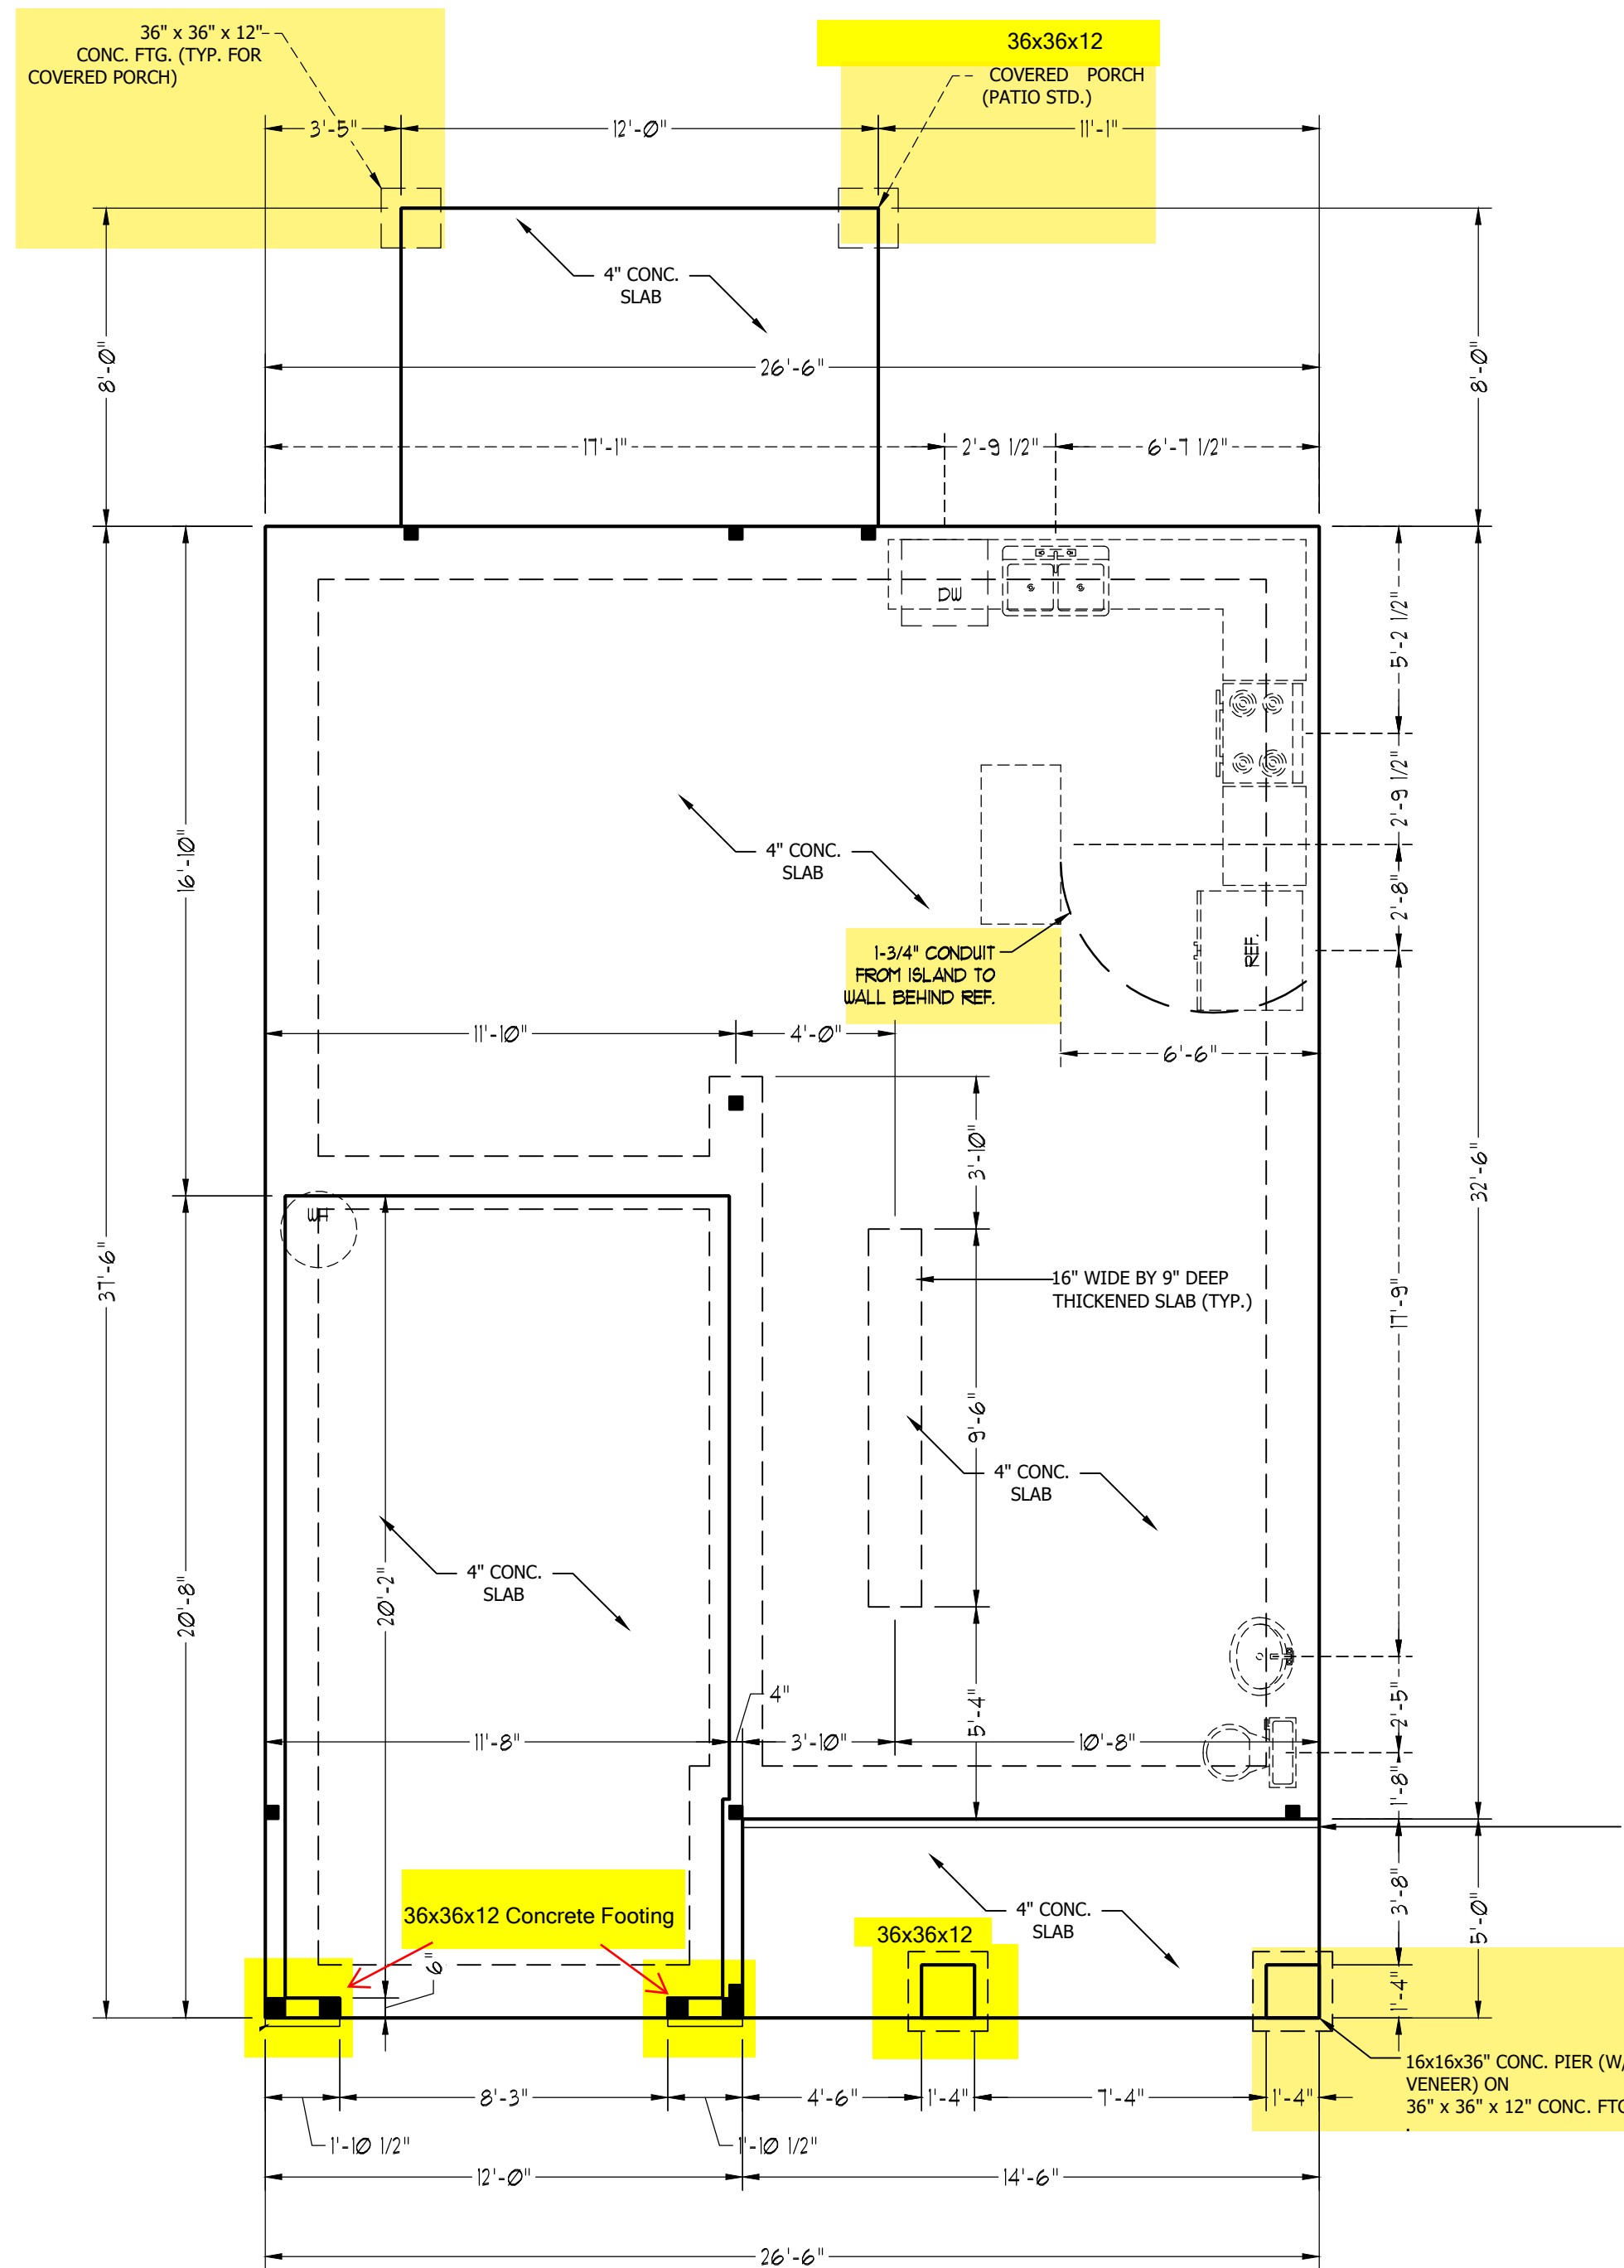 36" x 36" x 12"
CONC. FTG. (TYP. FOR
COVERED PORCH)
36x36x12
COVERED PORCH
(PATIO STD.)
3'-5"
12'-0"
11'-1"
4" CONC.
SLAB
8'-0"
8'-0"
26'-6"
17'-1"
2'-9 1/2"
6'-7 1/2"
DW
5'-2 1/2"
2'-9 1/2"
16'-10"
4" CONC.
SLAB
2'-8"
REF.
1-3/4" CONDUIT
FROM ISLAND TO
WALL BEHIND REF.
11'-10"
4'-0"
6'-6"
3'-10"
32'-6"
WH
37'-6"
16" WIDE BY 9" DEEP
THICKENED SLAB (TYP.)
17'-9"
9'-6"
4" CONC.
SLAB
4" CONC.
SLAB
20'-2"
20'-8"
4"
5'-4"
2'-5"
11'-8"
3'-10"
10'-8"
1'-8"
3'-8"
5'-0"
36x36x12 Concrete Footing
4" CONC.
SLAB
36x36x12
6"
1'-4"
16x16x36" CONC. PIER (W/
VENEER) ON
36" x 36" x 12" CONC. FTG
.
8'-3"
4'-6"
1'-4"
7'-4"
1'-4"
1'-10 1/2"
1'-10 1/2"
12'-0"
14'-6"
26'-6"